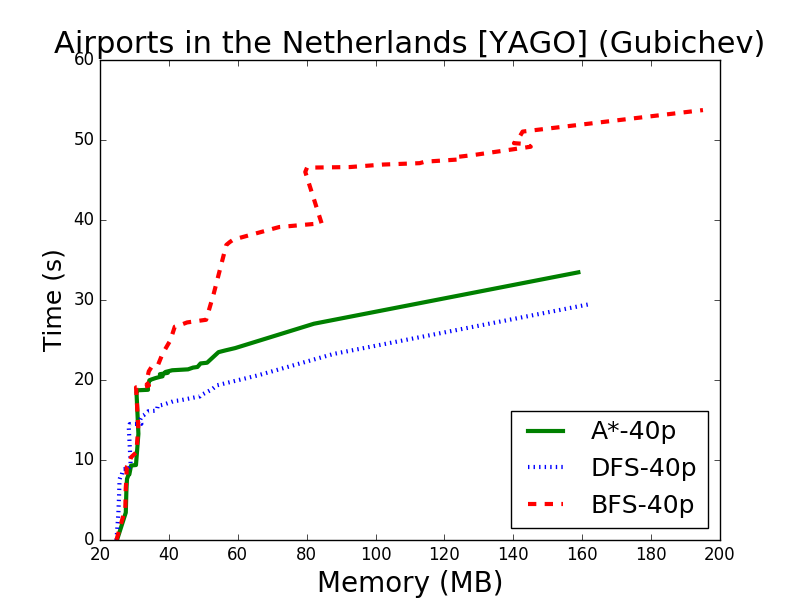 Airports in the Netherlands [YAGO] (Gubichev)
60
50
40
30
20
10
0
Time (s)
A*-40p
DFS-40p
BFS-40p
20 40 60 80 100 120 140 160 180 200
Memory (MB)